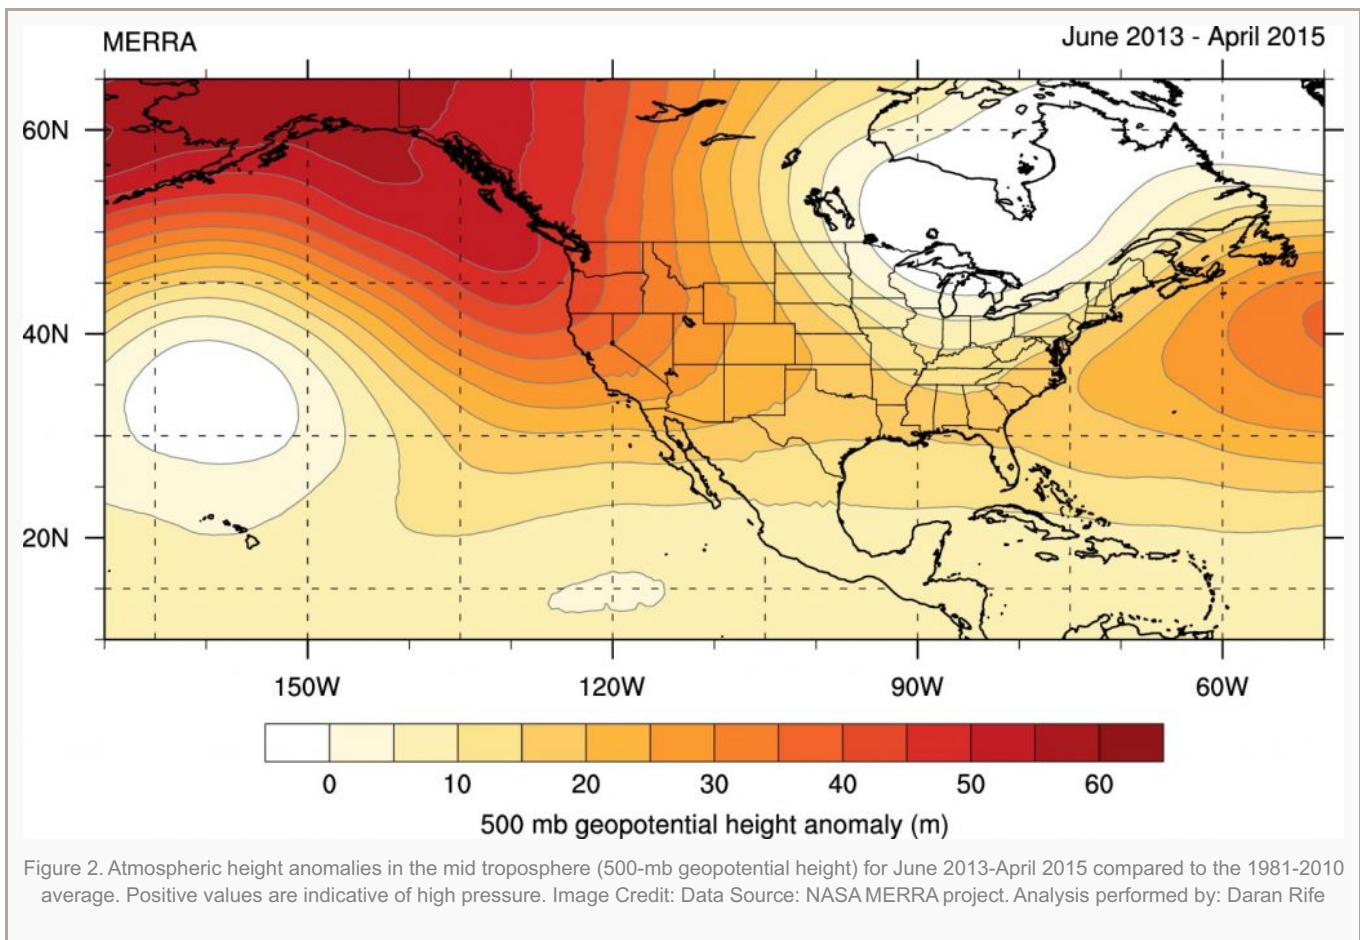 MERRA
June 2013 - April 2015
60N
40N
20N
150W 120W 90W 60W
0 10 20 30 40 50 60
500 mb geopotential height anomaly (m)
Figure 2. Atmospheric height anomalies in the mid troposphere (500-mb geopotential height) for June 2013-April 2015 compared to the 1981-2010
average. Positive values are indicative of high pressure. Image Credit: Data Source: NASA MERRA project. Analysis performed by: Daran Rife